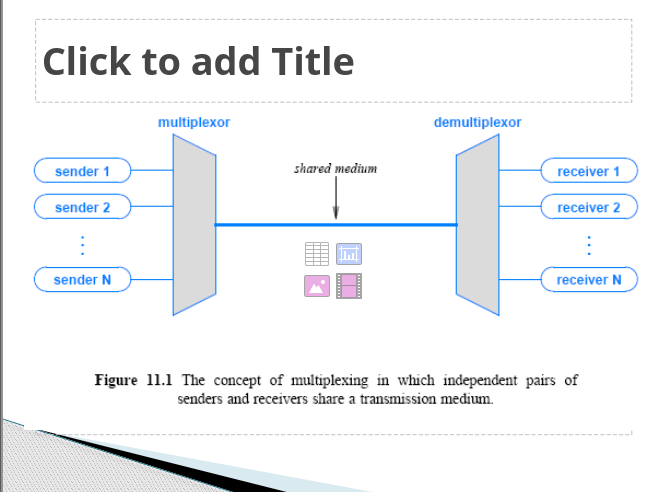 Click to add Title
multiplexor
demultiplexor
shared medium
sender 1
receiver 1
sender 2
receiver 2
sender N
receiver N
Figure 11.1 The concept of multiplexing in which independent pairs of
senders and receivers share a transmission medium.